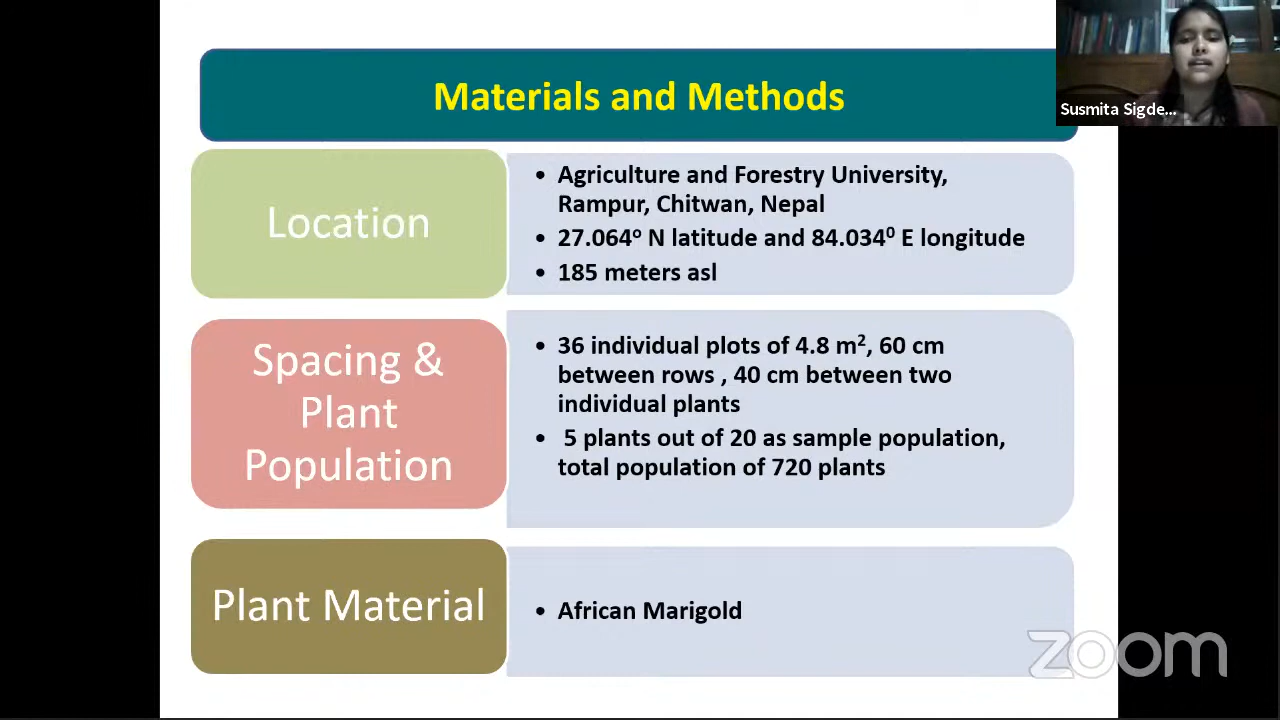 Materials and Methods
Susmita Sigde...
Location
• Agriculture and Forestry University,
Rampur, Chitwan, Nepal
• 27.064º N latitude and 84.034⁰ E longitude
• 185 meters asl
Spacing &
Plant
Population
• 36 individual plots of 4.8 m², 60 cm
between rows , 40 cm between two
individual plants
• 5 plants out of 20 as sample population,
total population of 720 plants
Plant Material
• African Marigold
zoom